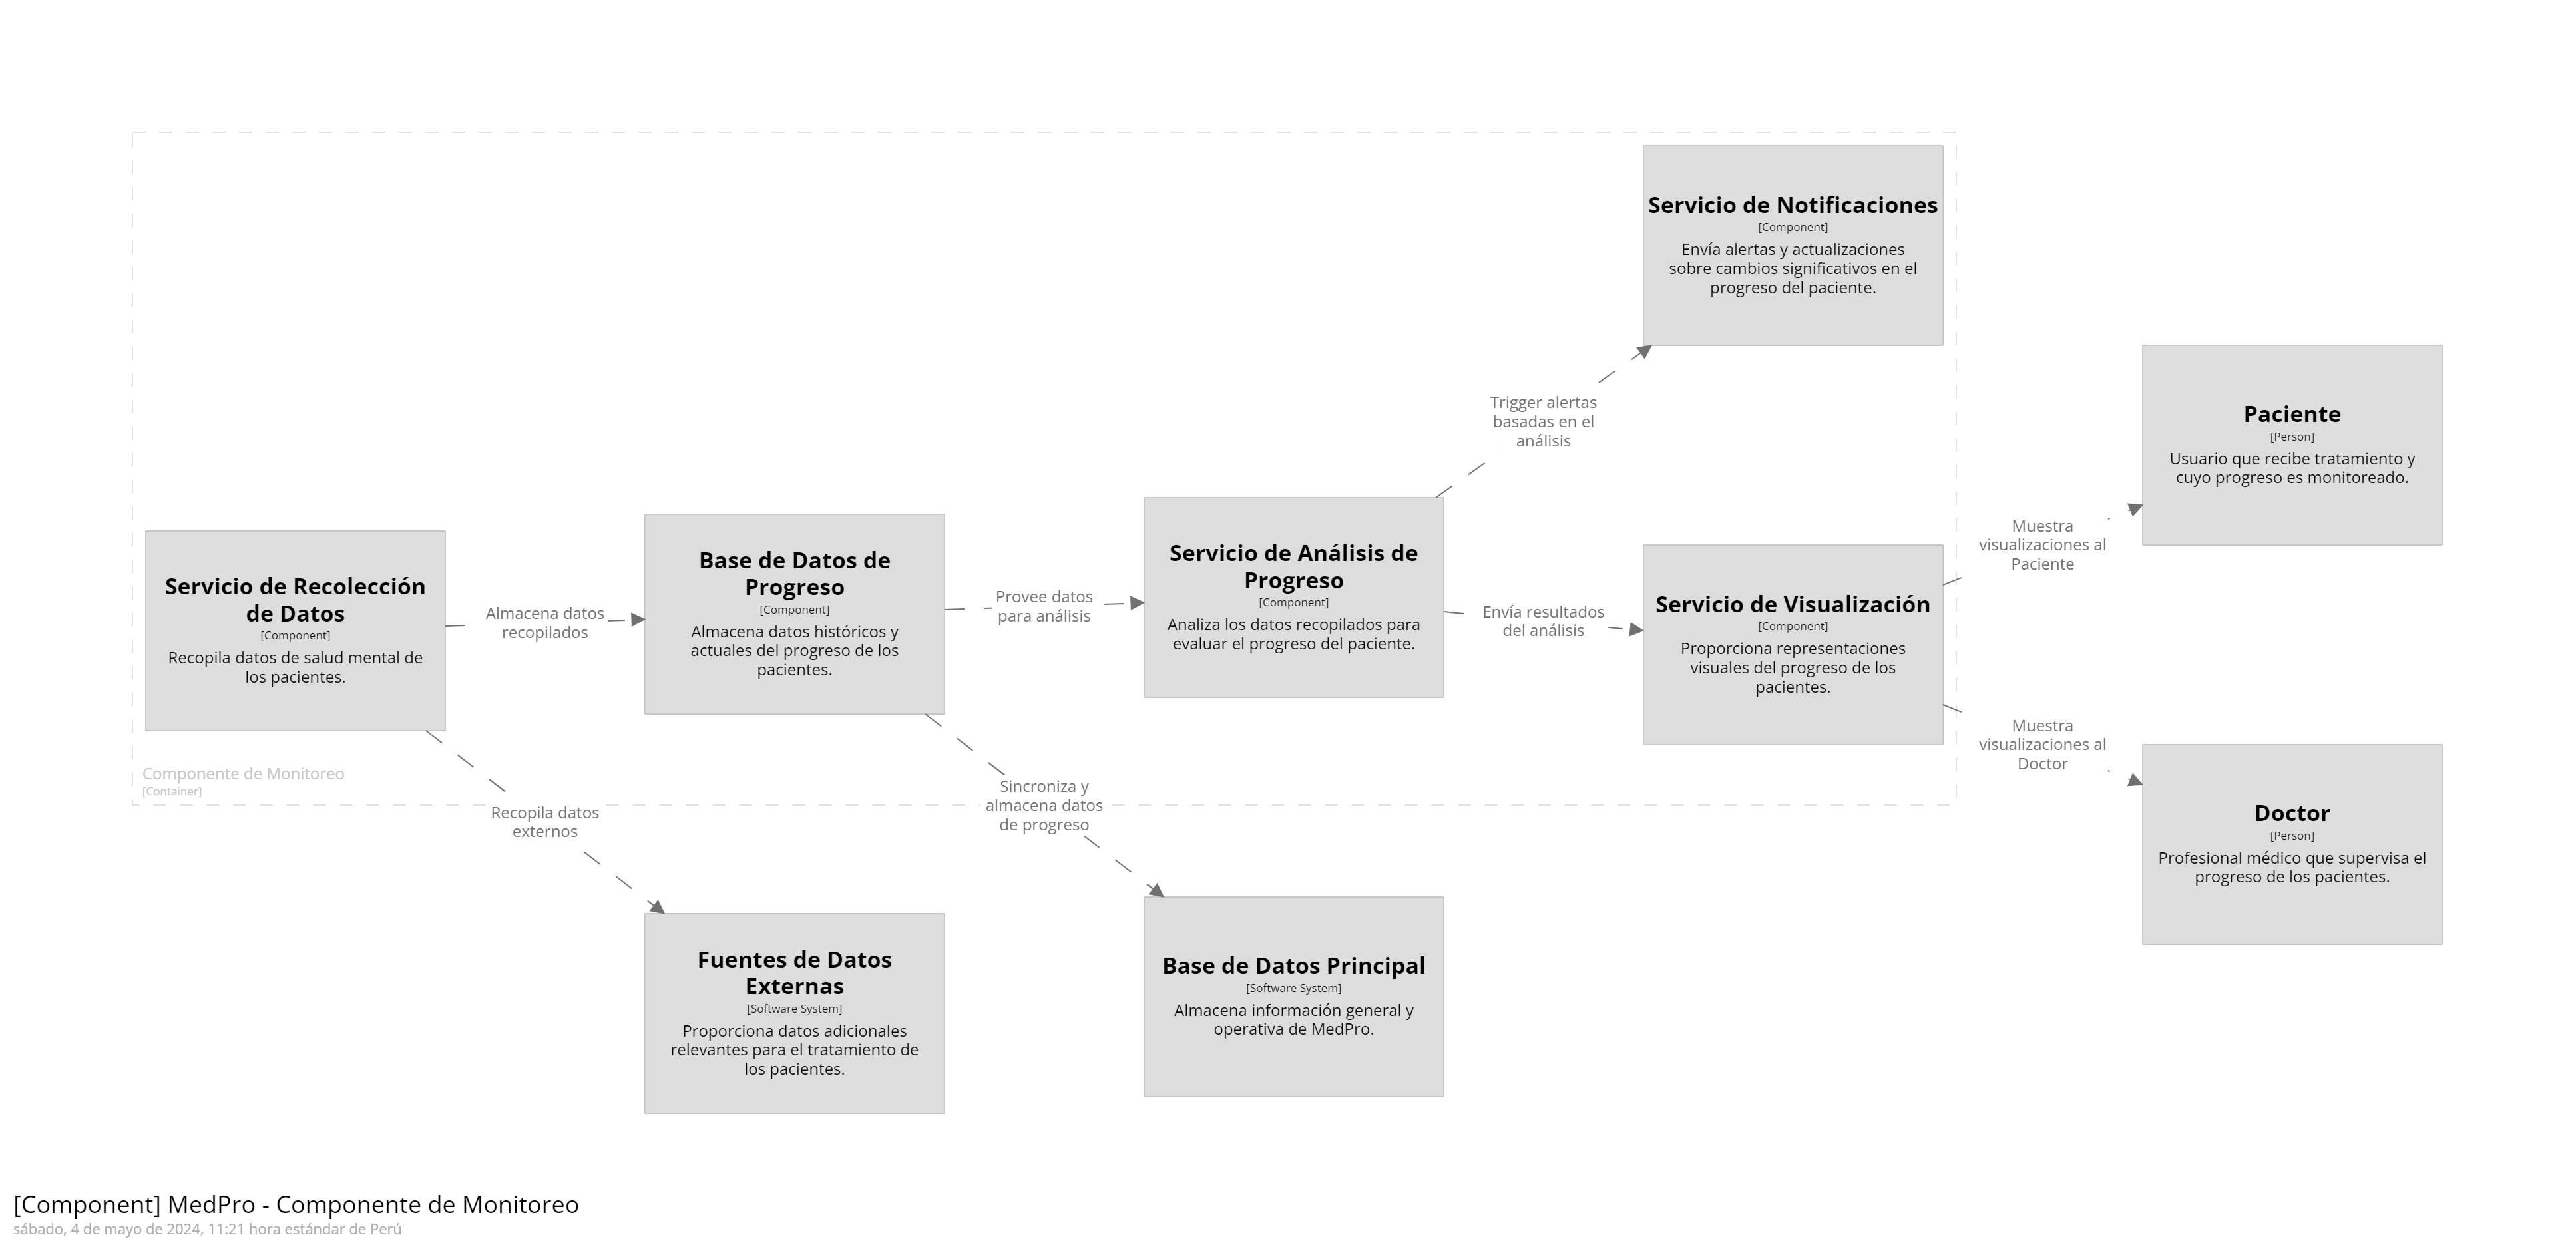 Servicio de Notificaciones
[Component]
Envía alertas y actualizaciones
sobre cambios significativos en el
progreso del paciente.
Trigger alertas
basadas en el
análisis
Paciente
[Person]
Usuario que recibe tratamiento y
cuyo progreso es monitoreado.
Servicio de Recolección
de Datos
[Component]
Recopila datos de salud mental de
los pacientes.
Almacena datos
recopilados
Base de Datos de
Progreso
[Component]
Almacena datos históricos y
actuales del progreso de los
pacientes.
Provee datos
para análisis
Servicio de Análisis de
Progreso
[Component]
Analiza los datos recopilados para
evaluar el progreso del paciente.
Envía resultados
del análisis
Servicio de Visualización
[Component]
Proporciona representaciones
visuales del progreso de los
pacientes.
Muestra
visualizaciones al
Paciente
Muestra
visualizaciones al
Doctor
Doctor
[Person]
Profesional médico que supervisa el
progreso de los pacientes.
Componente de Monitoreo
[Container]
Recopila datos
externos
Sincroniza y
almacena datos
de progreso
Fuentes de Datos
Externas
[Software System]
Proporciona datos adicionales
relevantes para el tratamiento de
los pacientes.
Base de Datos Principal
[Software System]
Almacena información general y
operativa de MedPro.
[Component] MedPro - Componente de Monitoreo
sábado, 4 de mayo de 2024, 11:21 hora estándar de Perú